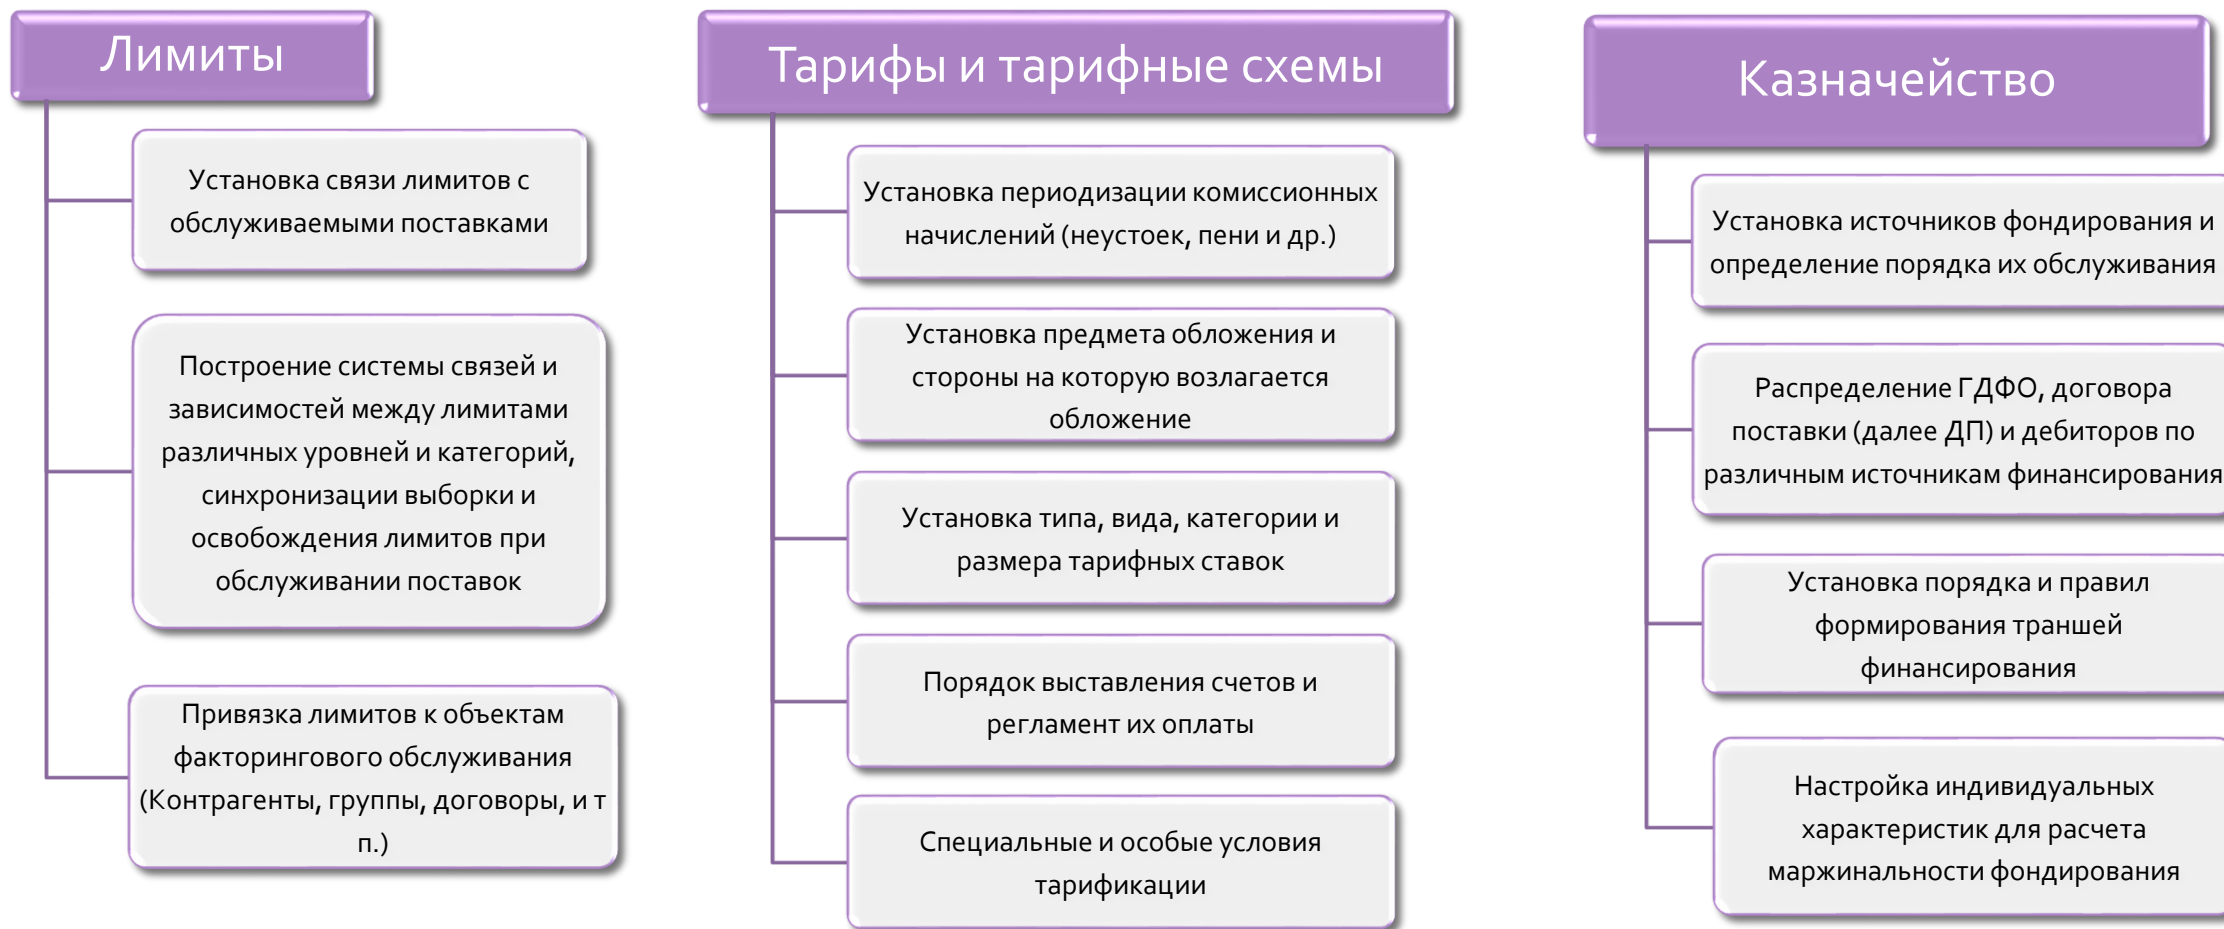 Лимиты
Установка связи лимитов с
обслуживаемыми поставками
Построение системы связей и
зависимостей между лимитами
различных уровней и категорий,
синхронизации выборки и
освобождения лимитов при
обслуживании поставок
Привязка лимитов к объектам
факторингового обслуживания
(Контрагенты, группы, договоры, и т
п.)
Тарифы и тарифные схемы
Установка периодизации комиссионных
начислений (неустоек, пени и др.)
Установка предмета обложения и
стороны на которую возлагается
обложение
Установка типа, вида, категории и
размера тарифных ставок
Порядок выставления счетов и
регламент их оплаты
Специальные и особые условия
тарификации
Казначейство
Установка источников фондирования и
определение порядка их обслуживания
Распределение ГДФО, договора
поставки (далее ДП) и дебиторов по
различным источникам финансирования
Установка порядка и правил
формирования траншей
финансирования
Настройка индивидуальных
характеристик для расчета
маржинальности фондирования